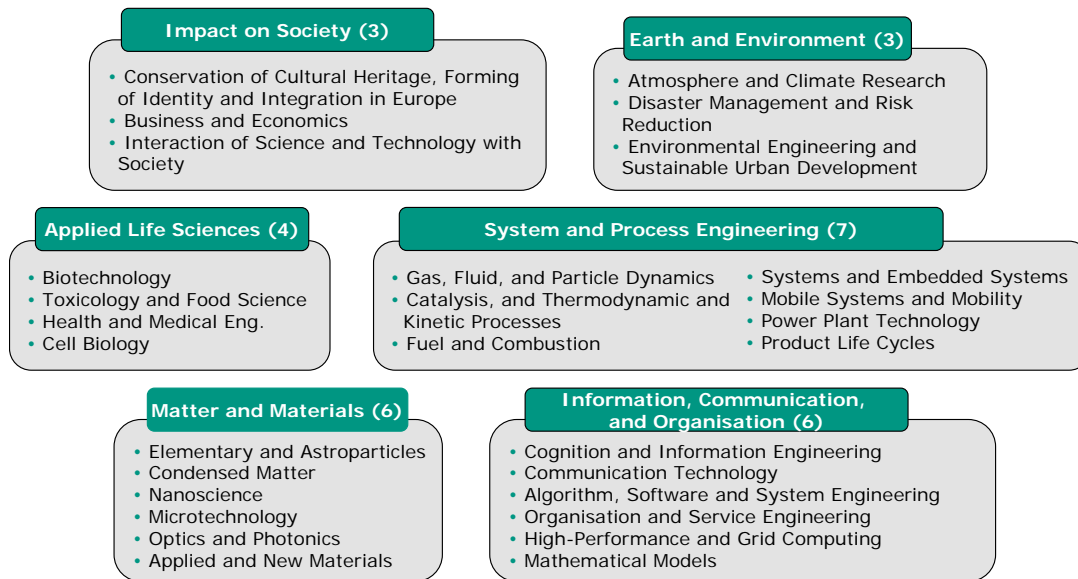 Impact on Society (3)
• Conservation of Cultural Heritage, Forming
of Identity and Integration in Europe
• Business and Economics
• Interaction of Science and Technology with
Society
Earth and Environment (3)
• Atmosphere and Climate Research
• Disaster Management and Risk
Reduction
• Environmental Engineering and
Sustainable Urban Development
Applied Life Sciences (4)
• Biotechnology
• Toxicology and Food Science
• Health and Medical Eng.
• Cell Biology
System and Process Engineering (7)
• Gas, Fluid, and Particle Dynamics
• Catalysis, and Thermodynamic and
Kinetic Processes
• Fuel and Combustion
• Systems and Embedded Systems
• Mobile Systems and Mobility
• Power Plant Technology
• Product Life Cycles
Matter and Materials (6)
• Elementary and Astroparticles
• Condensed Matter
• Nanoscience
• Microtechnology
• Optics and Photonics
• Applied and New Materials
Information, Communication,
and Organisation (6)
• Cognition and Information Engineering
• Communication Technology
• Algorithm, Software and System Engineering
• Organisation and Service Engineering
• High-Performance and Grid Computing
• Mathematical Models